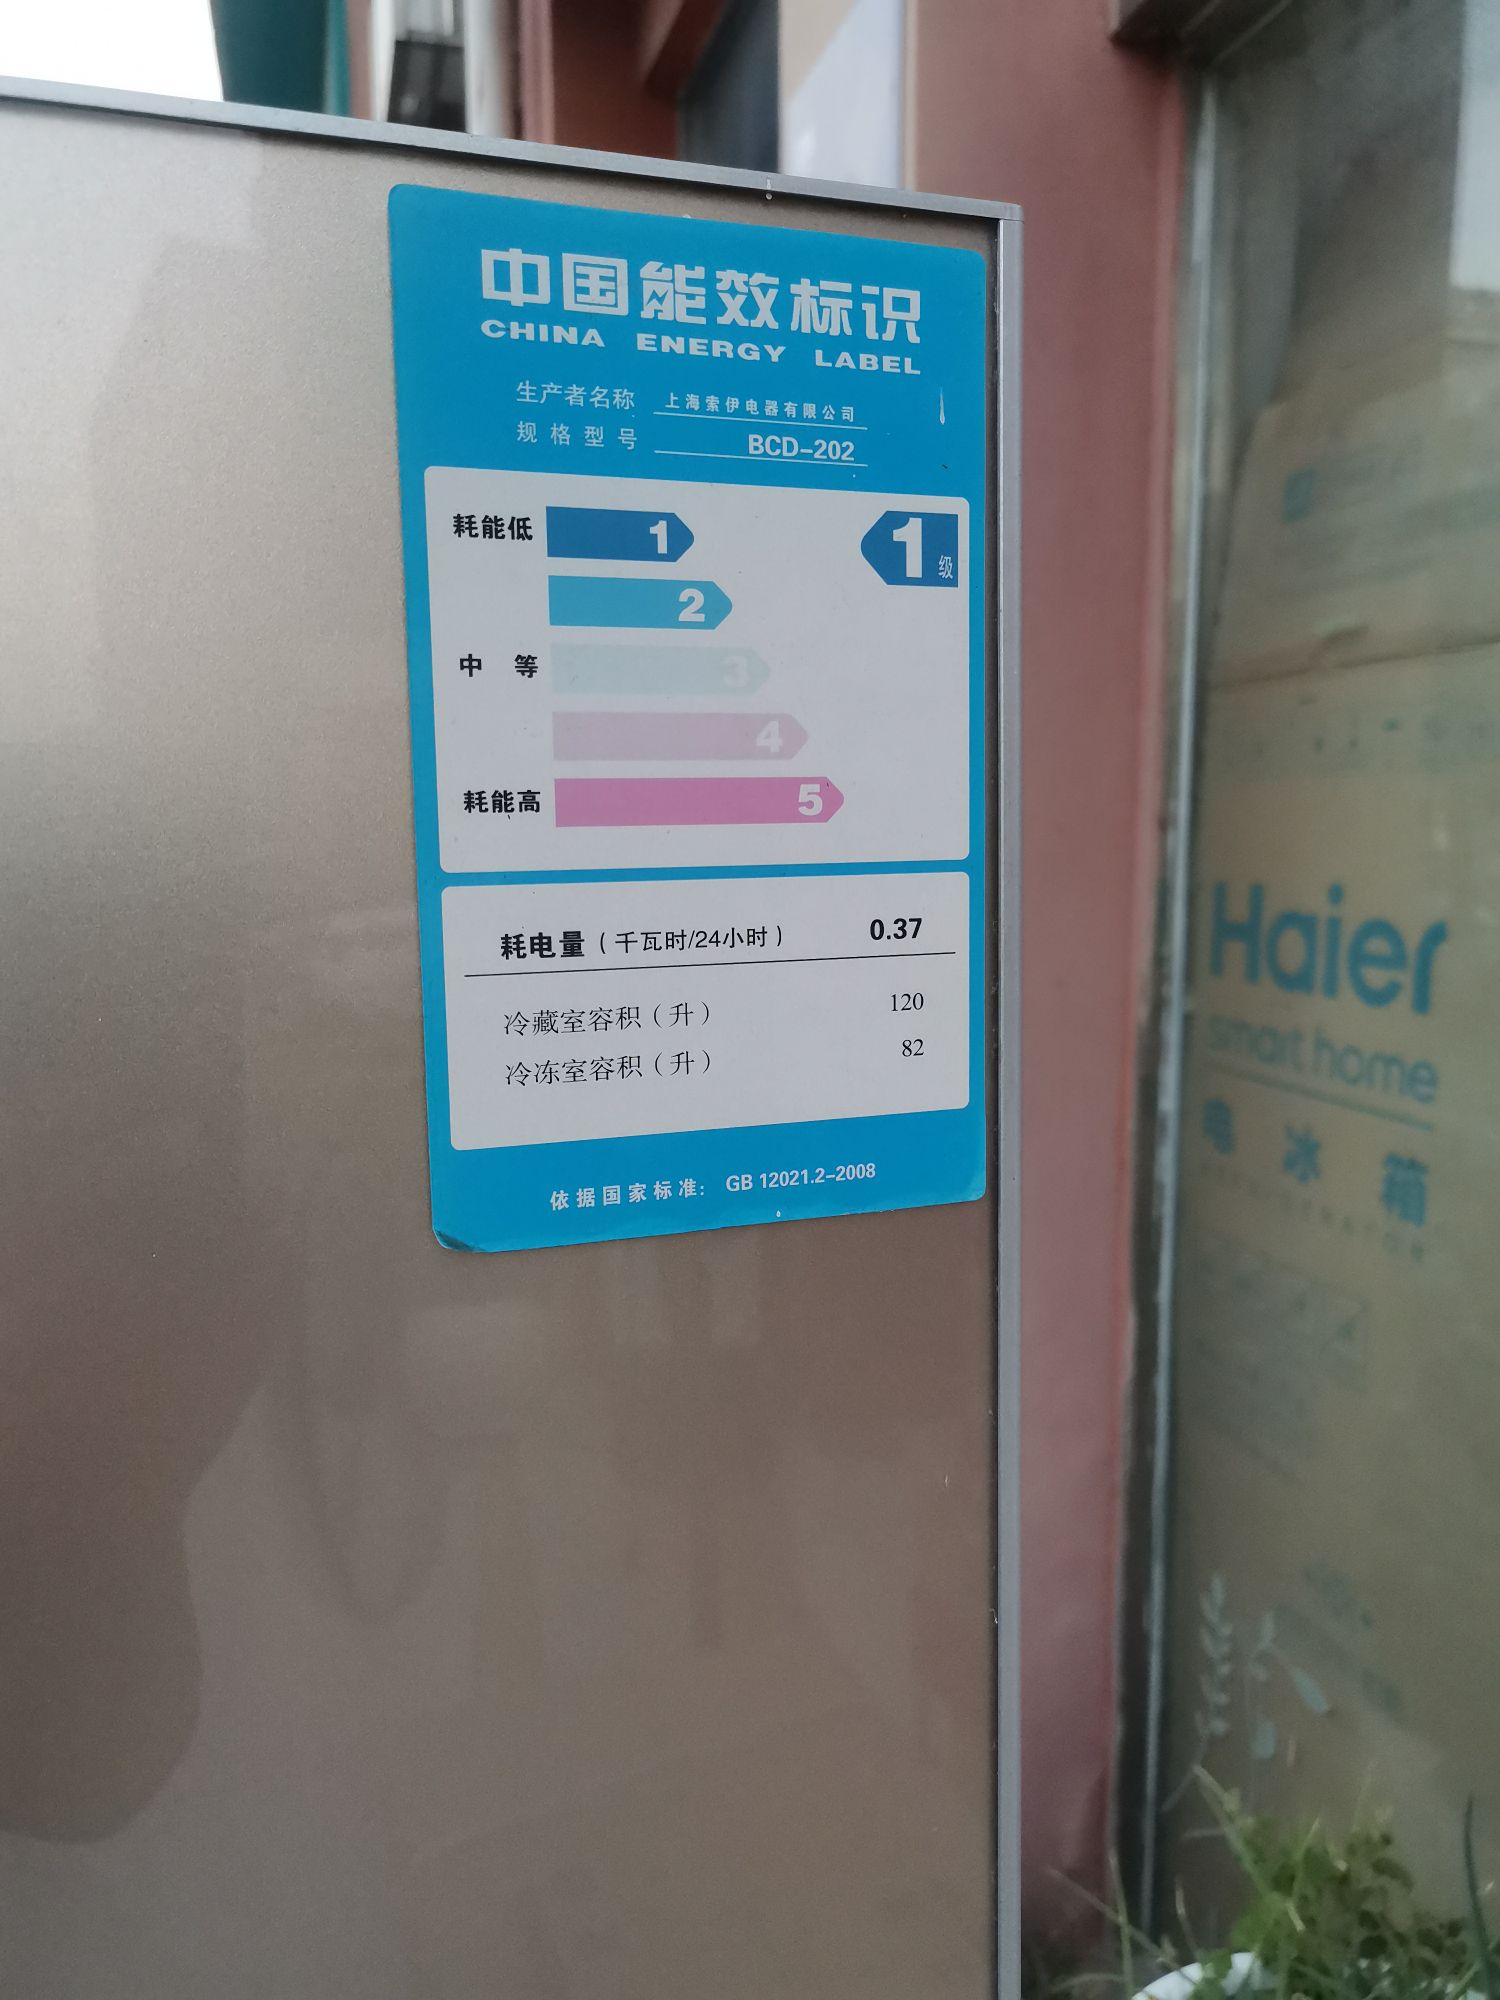 中国能效标识
CHINA ENERGY LABEL
生产者名称 上海索伊电器有限公司
规格型号 BCD-202
耗能低 1 1级
2
中等 3
4
耗能高 5
耗电量（千瓦时/24小时） 0.37
冷藏室容积（升） 120
冷冻室容积（升） 82
依据国家标准： GB 12021.2-2008
Haier
smart home
电冰箱